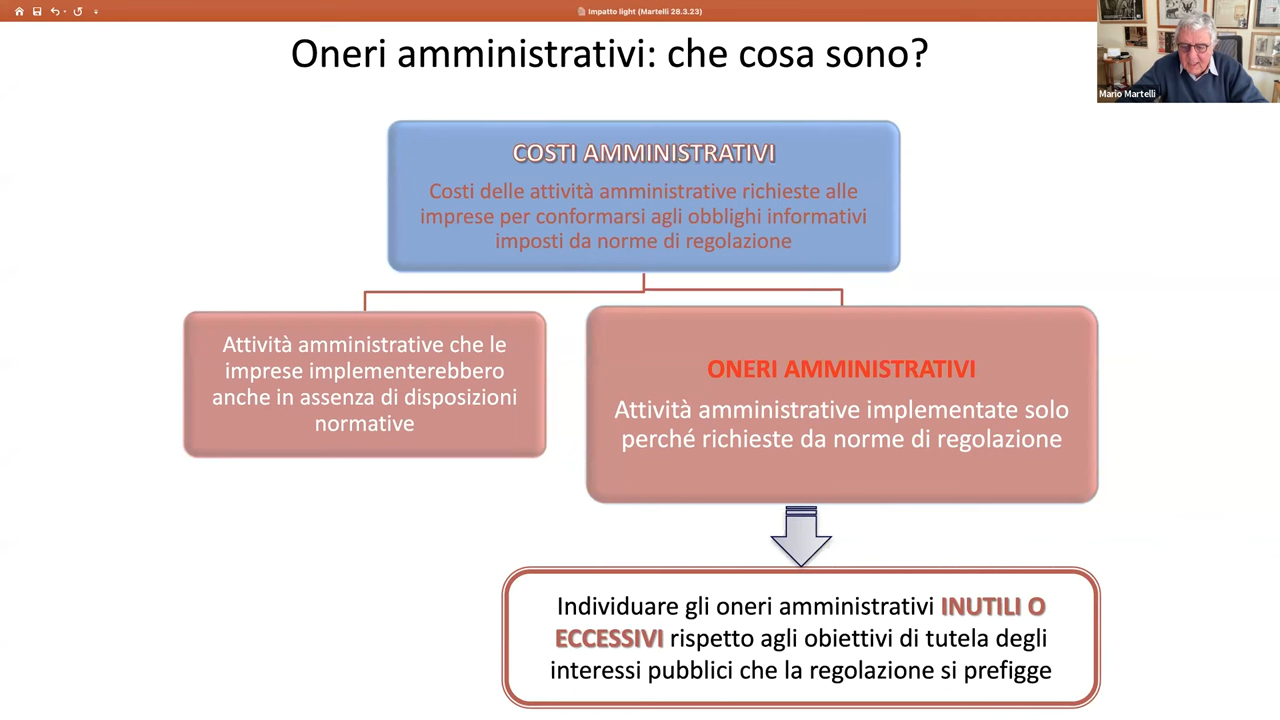 Impatto light (Martelli 28.3.23)
Oneri amministrativi: che cosa sono?
Mario Martelli
COSTI AMMINISTRATIVI
Costi delle attività amministrative richieste alle
imprese per conformarsi agli obblighi informativi
imposti da norme di regolazione
Attività amministrative che le
imprese implementerebbero
anche in assenza di disposizioni
normative
ONERI AMMINISTRATIVI
Attività amministrative implementate solo
perché richieste da norme di regolazione
Individuare gli oneri amministrativi INUTILI O
ECCESSIVI rispetto agli obiettivi di tutela degli
interessi pubblici che la regolazione si prefigge